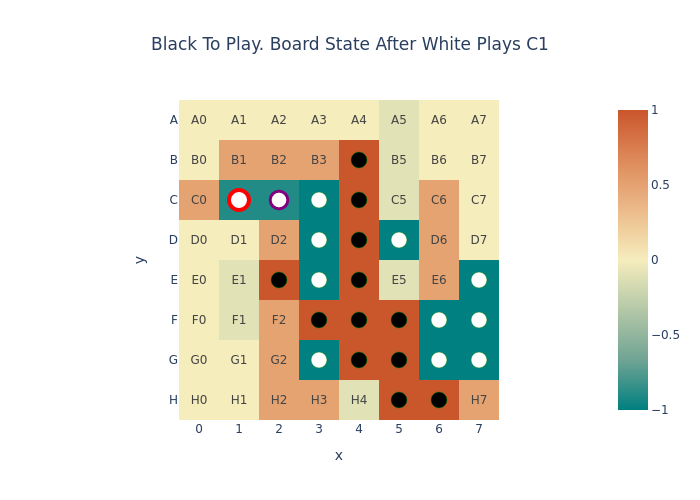 Black To Play. Board State After White Plays C1
A A0 A1 A2 A3 A4 A5 A6 A7
B B0 B1 B2 B3 B5 B6 B7
C C0 C5 C6 C7
D D0 D1 D2 D6 D7
E E0 E1 E5 E6
F F0 F1 F2
G G0 G1 G2
H H0 H1 H2 H3 H4 H7
0 1 2 3 4 5 6 7
x
y
1
0.5
0
−0.5
−1